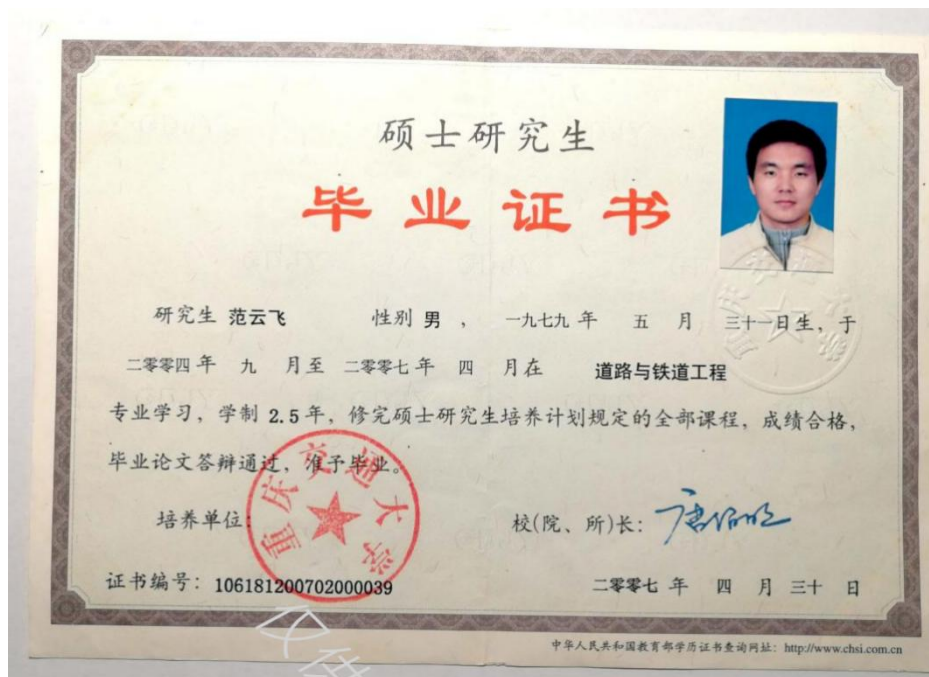 硕士研究生
毕业证书
研究生 范云飞 性别 男 ， 一九七九 年 五 月 三十一日生，于
二零零四 年 九 月至 二零零七 年 四 月在 道路与铁道工程
专业学习，学制 2.5 年，修完硕士研究生培养计划规定的全部课程，成绩合格，
毕业论文答辩通过，准予毕业。
重庆交通大学
培养单位：
校(院、所)长：
证书编号：106181200702000039
二零零七 年 四 月 三十 日
中华人民共和国教育部学历证书查询网址：http://www.chsi.com.cn